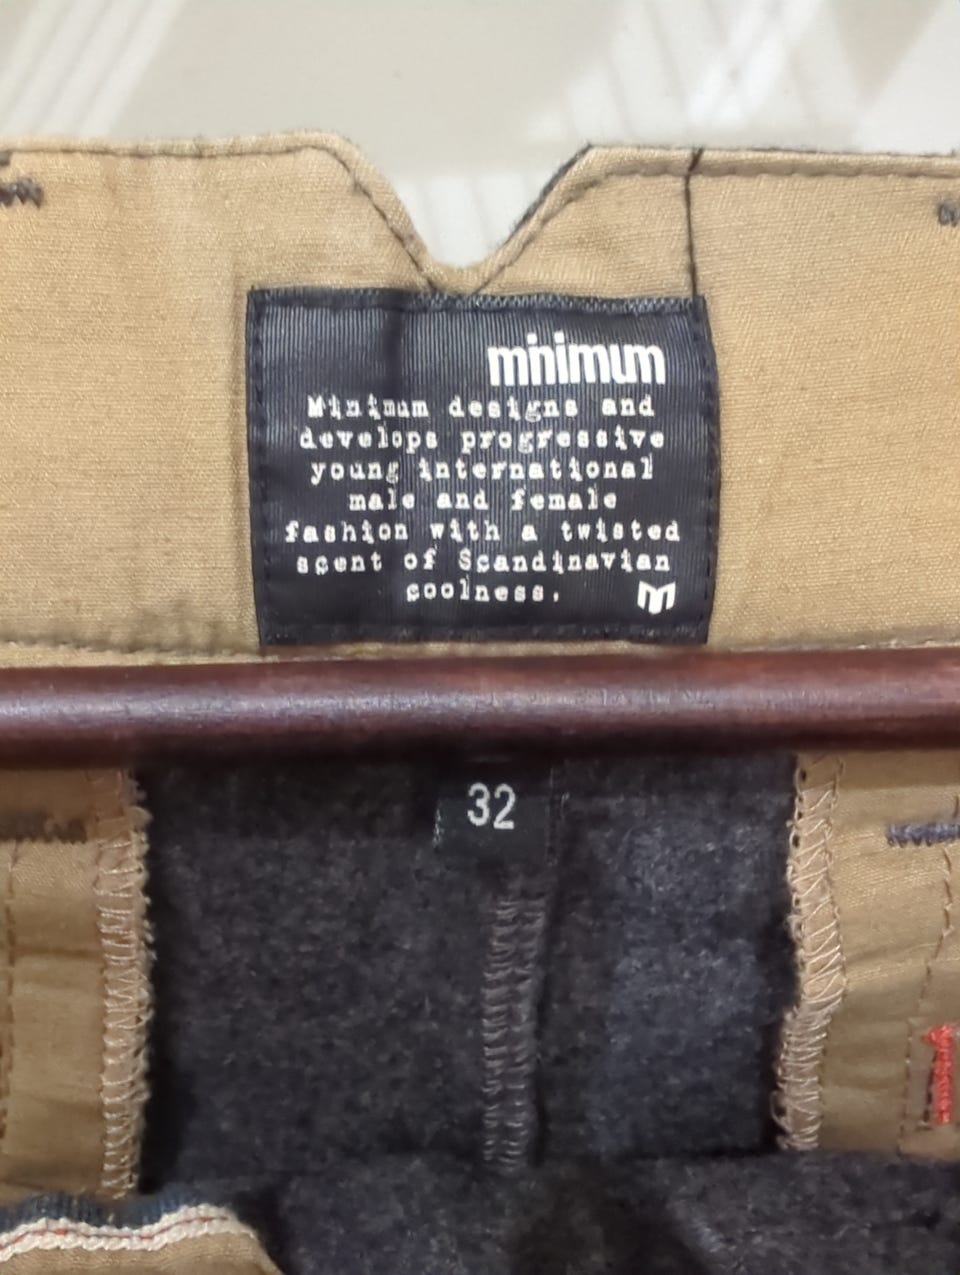 minimum
Minimum designs and
develops progressive
young international
male and female
fashion with a twisted
scent of Scandinavian
coolness.
32